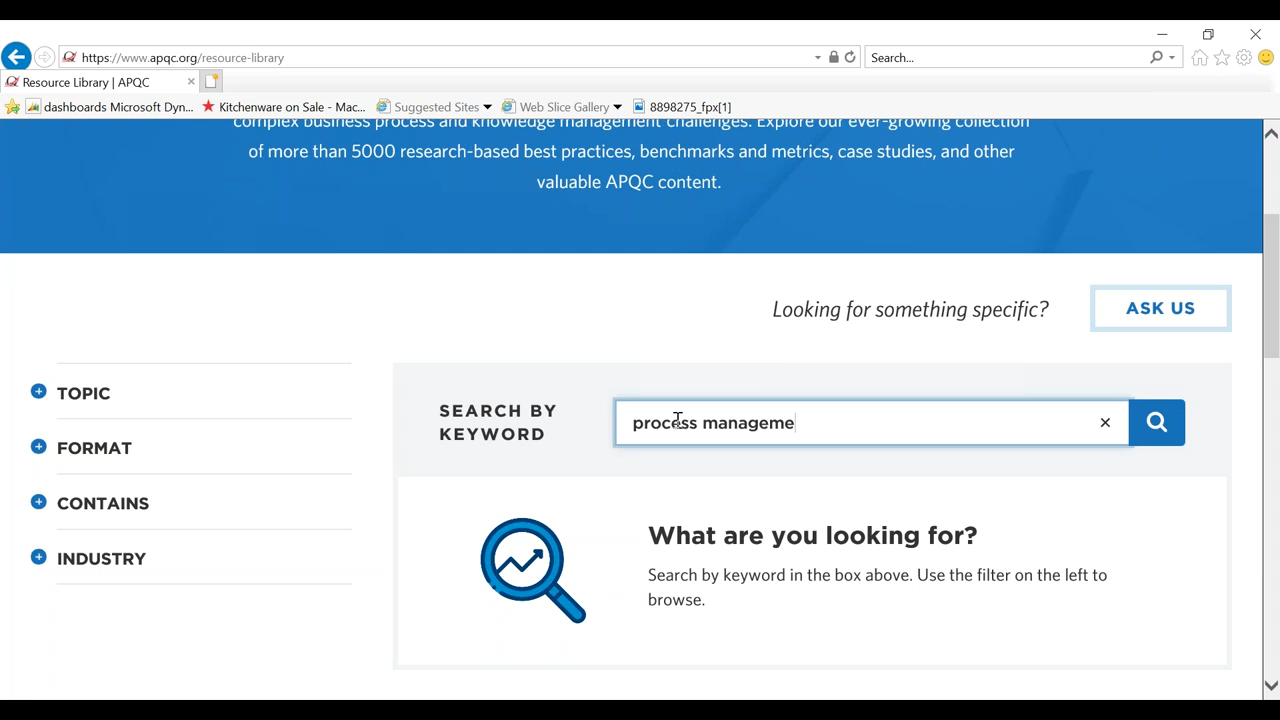 https://www.apqc.org/resource-library
Search...
Resource Library | APQC
dashboards Microsoft Dyn...
Kitchenware on Sale - Mac...
Suggested Sites
Web Slice Gallery
8898275_fpx[1]
complex business process and knowledge management challenges. Explore our ever-growing collection
of more than 5000 research-based best practices, benchmarks and metrics, case studies, and other
valuable APQC content.
Looking for something specific?
ASK US
TOPIC
FORMAT
CONTAINS
INDUSTRY
SEARCH BY
KEYWORD
process manageme
What are you looking for?
Search by keyword in the box above. Use the filter on the left to
browse.